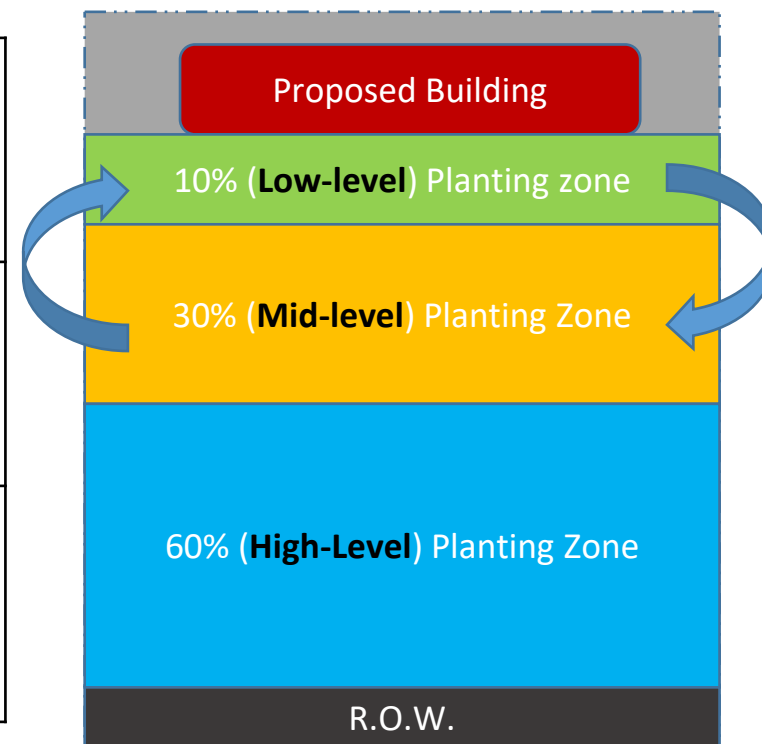 Proposed Building
10% (Low-level) Planting zone
30% (Mid-level) Planting Zone
60% (High-Level) Planting Zone
R.O.W.